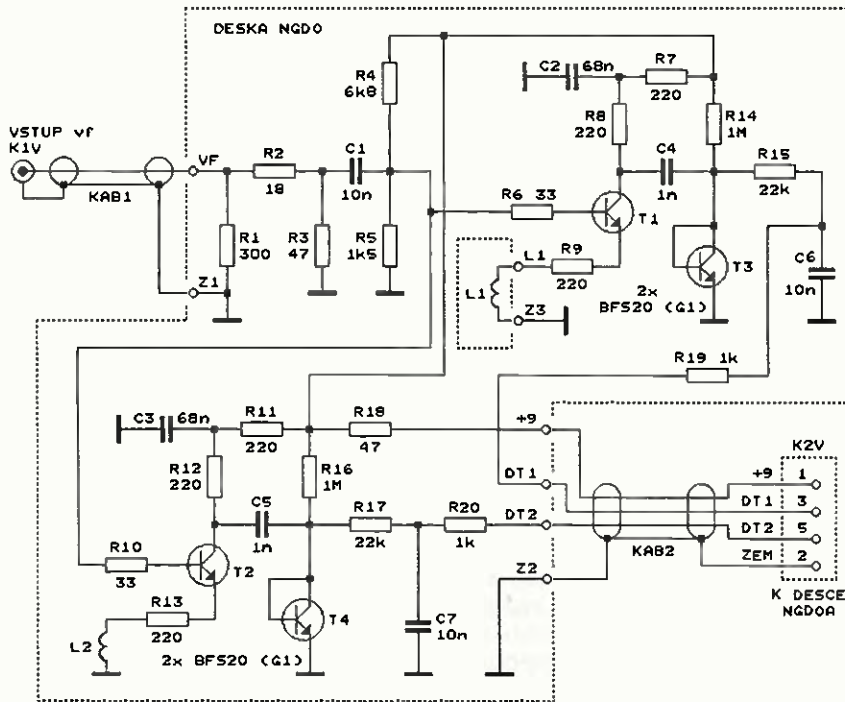 DESKA NGDO
VSTUP vf
K1V
KAB1
VF
Z1
R1
300
R2
18
R3
47
C1
10n
R4
6k8
R5
1k5
C2 68n
R7
220
R8
220
C4
1n
R14
1M
R15
22k
R6 33
T1
R9
220
L1
L1
Z3
2x
BFS20 (G1)
T3
C6
10n
R19 1k
C3 68n
R11
220
R18
47
R12
220
R16
1M
C5
1n
R17
22k
R20
1k
R10
33
T2
R13
220
L2
T4
2x BFS20 (G1)
C7
10n
+9
DT1
DT2
Z2
KAB2
K2V
+9 1
DT1 3
DT2 5
ZEM 2
K DESCE
NGDOA